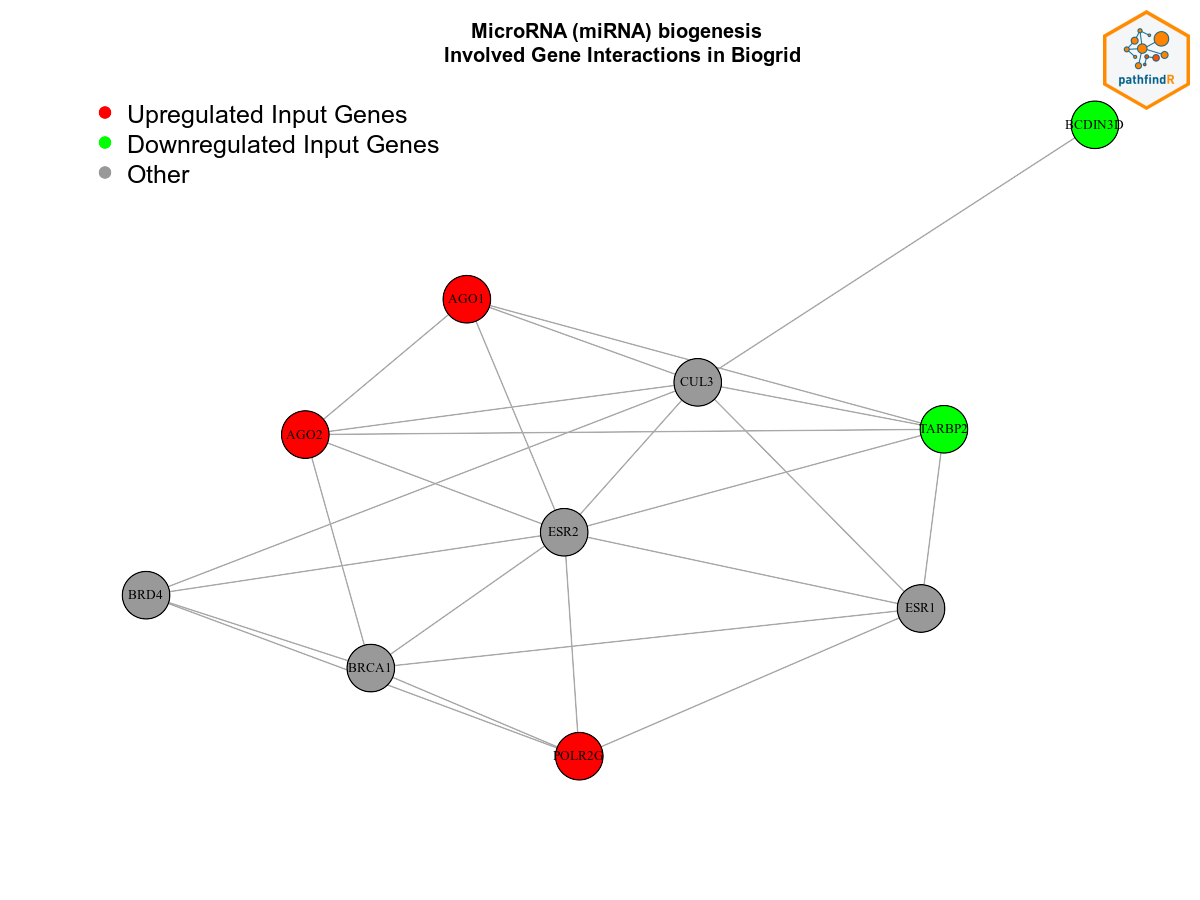 MicroRNA (miRNA) biogenesis
Involved Gene Interactions in Biogrid
pathfindR
Upregulated Input Genes
Downregulated Input Genes
Other
BCDIN3D
AGO1
CUL3
AGO2
TARBP2
ESR2
BRD4
ESR1
BRCA1
POLR2G